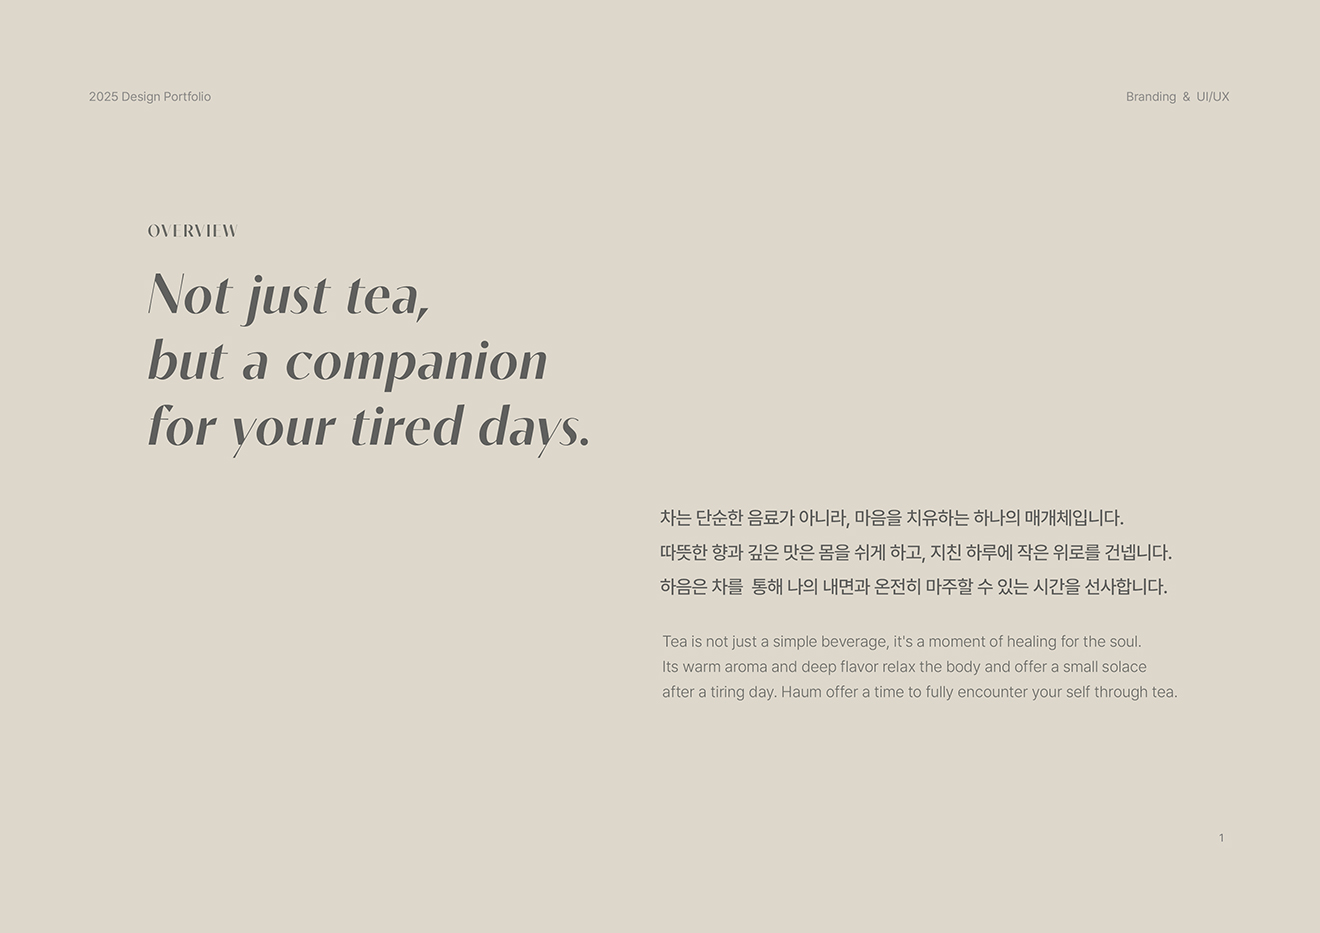 2025 Design Portfolio
Branding & UI/UX
OVERVIEW
Not just tea,
but a companion
for your tired days.
차는 단순한 음료가 아니라, 마음을 치유하는 하나의 매개체입니다.
따뜻한 향과 깊은 맛은 몸을 쉬게 하고, 지친 하루에 작은 위로를 건넵니다.
하음은 차를  통해 나의 내면과 온전히 마주할 수 있는 시간을 선사합니다.
Tea is not just a simple beverage, it's a moment of healing for the soul.
Its warm aroma and deep flavor relax the body and offer a small solace
after a tiring day. Haum offer a time to fully encounter your self through tea.
1